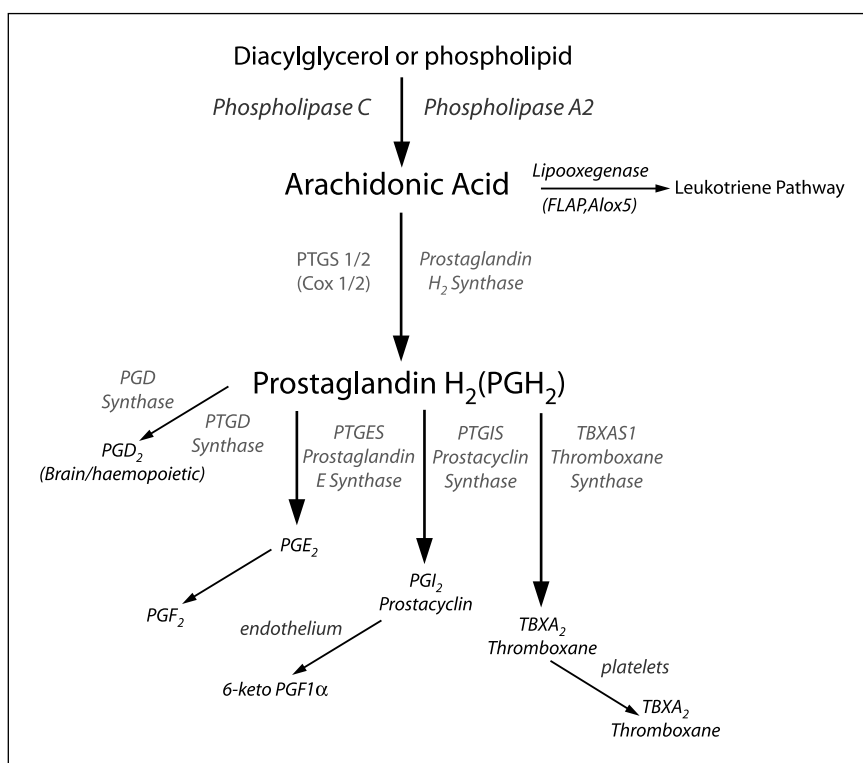 Diacylglycerol or phospholipid
Phospholipase C
Phospholipase A2
Arachidonic Acid
Lipooxegenase
(FLAP,Alox5)
Leukotriene Pathway
PTGS 1/2
(Cox 1/2)
Prostaglandin
H₂ Synthase
Prostaglandin H₂(PGH₂)
PGD
Synthase
PTGD
Synthase
PTGES
Prostaglandin
E Synthase
PTGIS
Prostacyclin
Synthase
TBXAS1
Thromboxane
Synthase
PGD₂
(Brain/haemopoietic)
PGE₂
PGF₂
PGI₂
Prostacyclin
endothelium
6-keto PGF1α
TBXA₂
Thromboxane
platelets
TBXA₂
Thromboxane